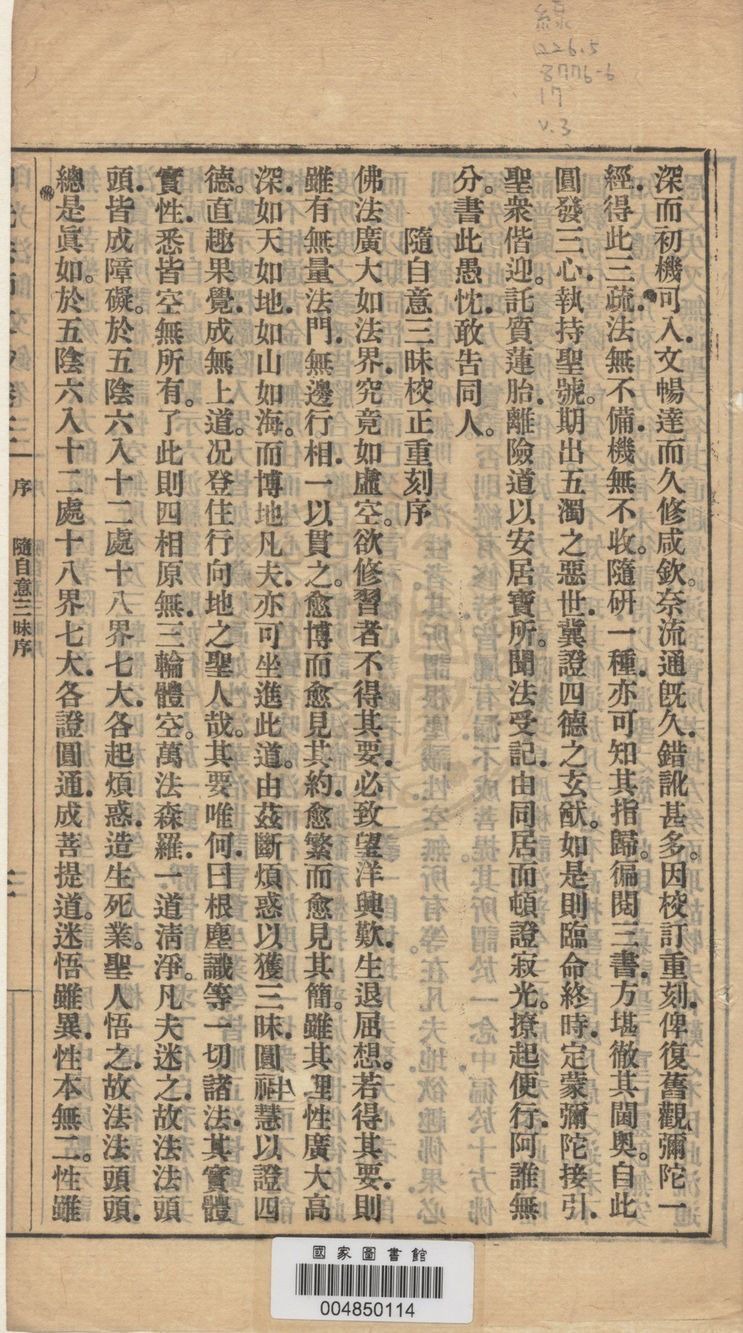 綠
226.5
8776-6
17
v.3
深而初機可入文暢達而久修咸欽。奈流通旣久.錯訛甚多。因校訂重刻.俾復舊觀.彌陀一
經.得此三疏.法無不備.機無不收。隨研一種.亦可知其指歸。徧閱三書.方堪徹其閫奧。自此
圓發三心.執持聖號。期出五濁之惡世.冀證四德之玄猷。如是則臨命終時.定蒙彌陀接引.
聖衆偕迎。託質蓮胎.離險道以安居寶所。聞法受記.由同居而頓證寂光。撩起便行.阿誰無
分。書此愚忱.敢告同人。
隨自意三昧校正重刻序
佛法廣大如法界.究竟如虛空。欲修習者不得其要.必致望洋興歎.生退屈想。若得其要.則
雖有無量法門.無邊行相.一以貫之。愈博而愈見其約.愈繁而愈見其簡。雖其理性廣大高
深.如天如地.如山如海。而博地凡夫.亦可坐進此道。由茲斷煩惑以獲三昧.圓福慧以證四
德。直趣果覺.成無上道。况登住行向地之聖人哉。其要唯何.曰根塵識等一切諸法.其實體
實性.悉皆空無所有。了此則四相原無.三輪體空。萬法森羅.一道淸淨。凡夫迷之.故法法頭
頭.皆成障礙。於五陰六入十二處十八界七大.各起煩惑.造生死業。聖人悟之.故法法頭頭.
總是眞如。於五陰六入十二處十八界七大.各證圓通.成菩提道。迷悟雖異.性本無二。性雖
序　隨自意三昧序
國家圖書館
004850114